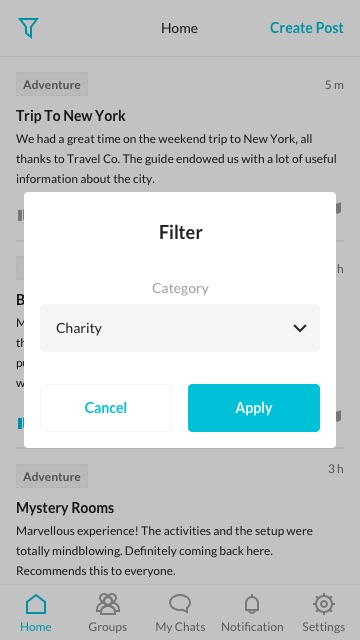 Home
Create Post
Adventure
5 m
Trip To New York
We had a great time on the weekend trip to New York, all
thanks to Travel Co. The guide endowed us with a lot of useful
information about the city.
Filter
Category
Charity
Cancel
Apply
Adventure
3 h
Mystery Rooms
Marvellous experience! The activities and the setup were
totally mindblowing. Definitely coming back here.
Recommends this to everyone.
Home
Groups
My Chats
Notification
Settings